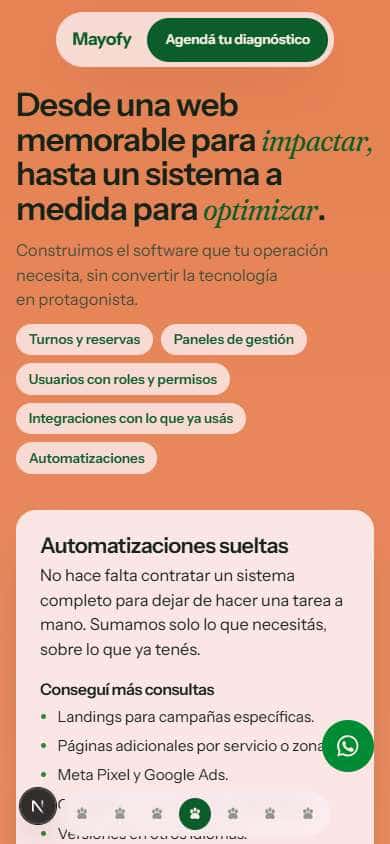 Mayofy
Agendá tu diagnóstico
Desde una web
memorable para impactar,
hasta un sistema a
medida para optimizar.
Construimos el software que tu operación
necesita, sin convertir la tecnología
en protagonista.
Turnos y reservas
Paneles de gestión
Usuarios con roles y permisos
Integraciones con lo que ya usás
Automatizaciones
Automatizaciones sueltas
No hace falta contratar un sistema
completo para dejar de hacer una tarea a
mano. Sumamos solo lo que necesitás,
sobre lo que ya tenés.
Conseguí más consultas
Landings para campañas específicas.
Páginas adicionales por servicio o zona
Meta Pixel y Google Ads.
N
Versiones en otros idiomas.